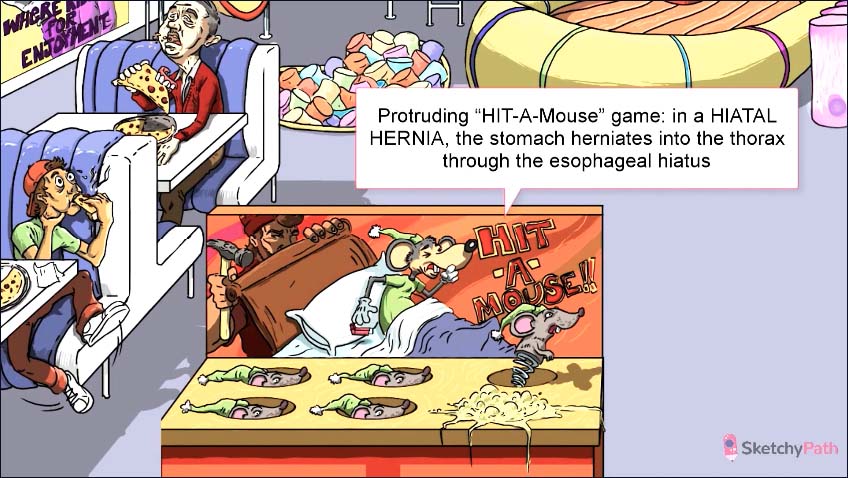 WHERE KI
FOR
ENJOYMENT
Protruding “HIT-A-Mouse” game: in a HIATAL
HERNIA, the stomach herniates into the thorax
through the esophageal hiatus
HIT
-A-
MOUSE!!
SketchyPath